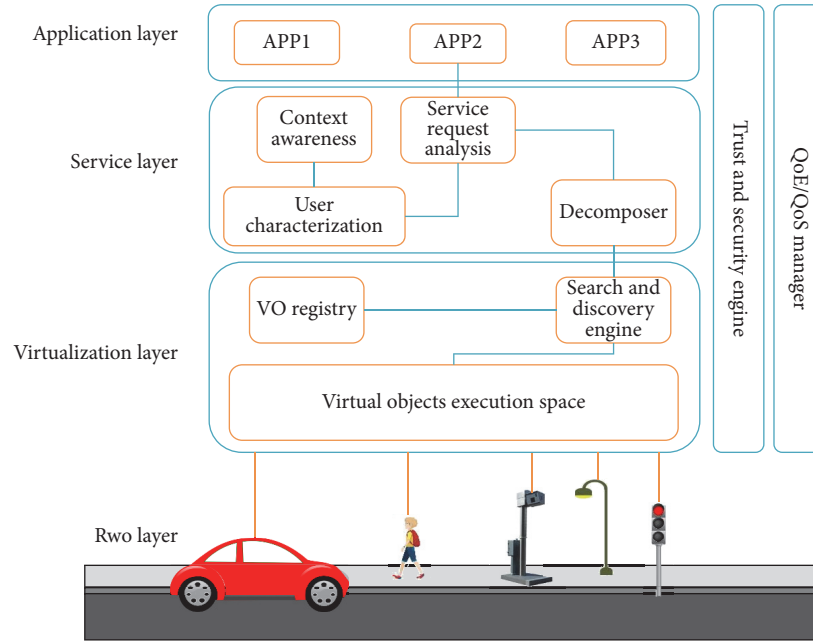 Application layer
APP1
APP2
APP3
Service layer
Context
awareness
Service
request
analysis
User
characterization
Decomposer
Virtualization layer
VO registry
Search and
discovery
engine
Virtual objects execution space
Rwo layer
Trust and security engine
QoE/QoS manager